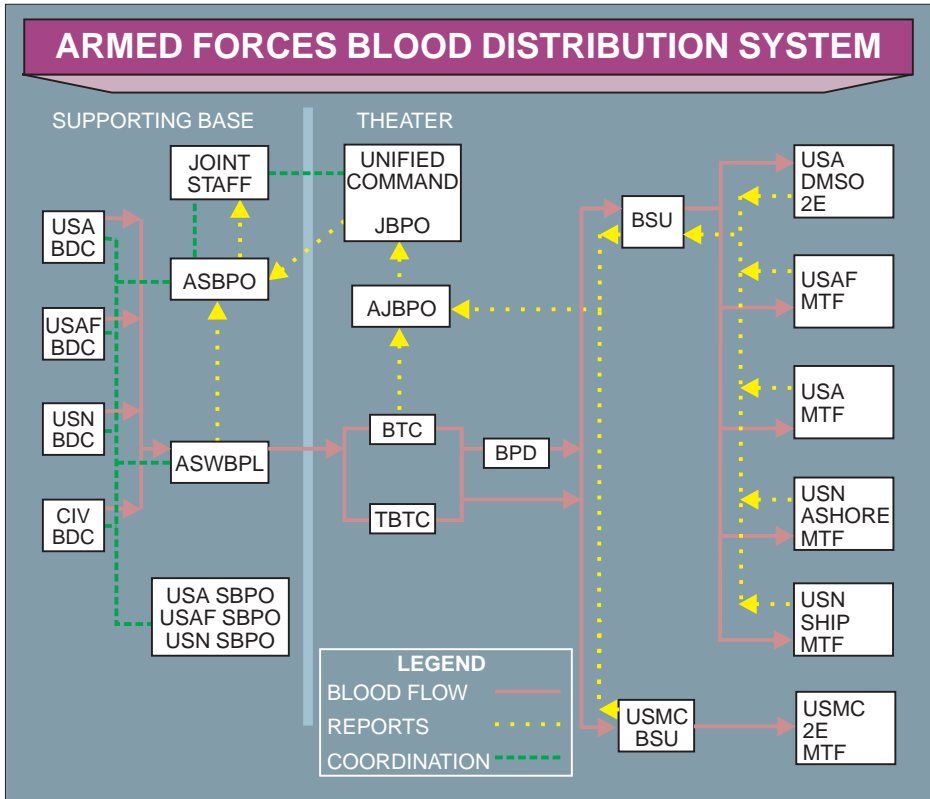 ARMED FORCES BLOOD DISTRIBUTION SYSTEM
SUPPORTING BASE
THEATER
JOINT
STAFF
UNIFIED
COMMAND
JBPO
USA
BDC
ASBPO
USAF
BDC
AJBPO
USN
BDC
ASWBPL
BTC
BPD
CIV
BDC
TBTC
USA SBPO
USAF SBPO
USN SBPO
BSU
USMC
BSU
USA
DMSO
2E
USAF
MTF
USA
MTF
USN
ASHORE
MTF
USN
SHIP
MTF
USMC
2E
MTF
LEGEND
BLOOD FLOW
REPORTS
COORDINATION